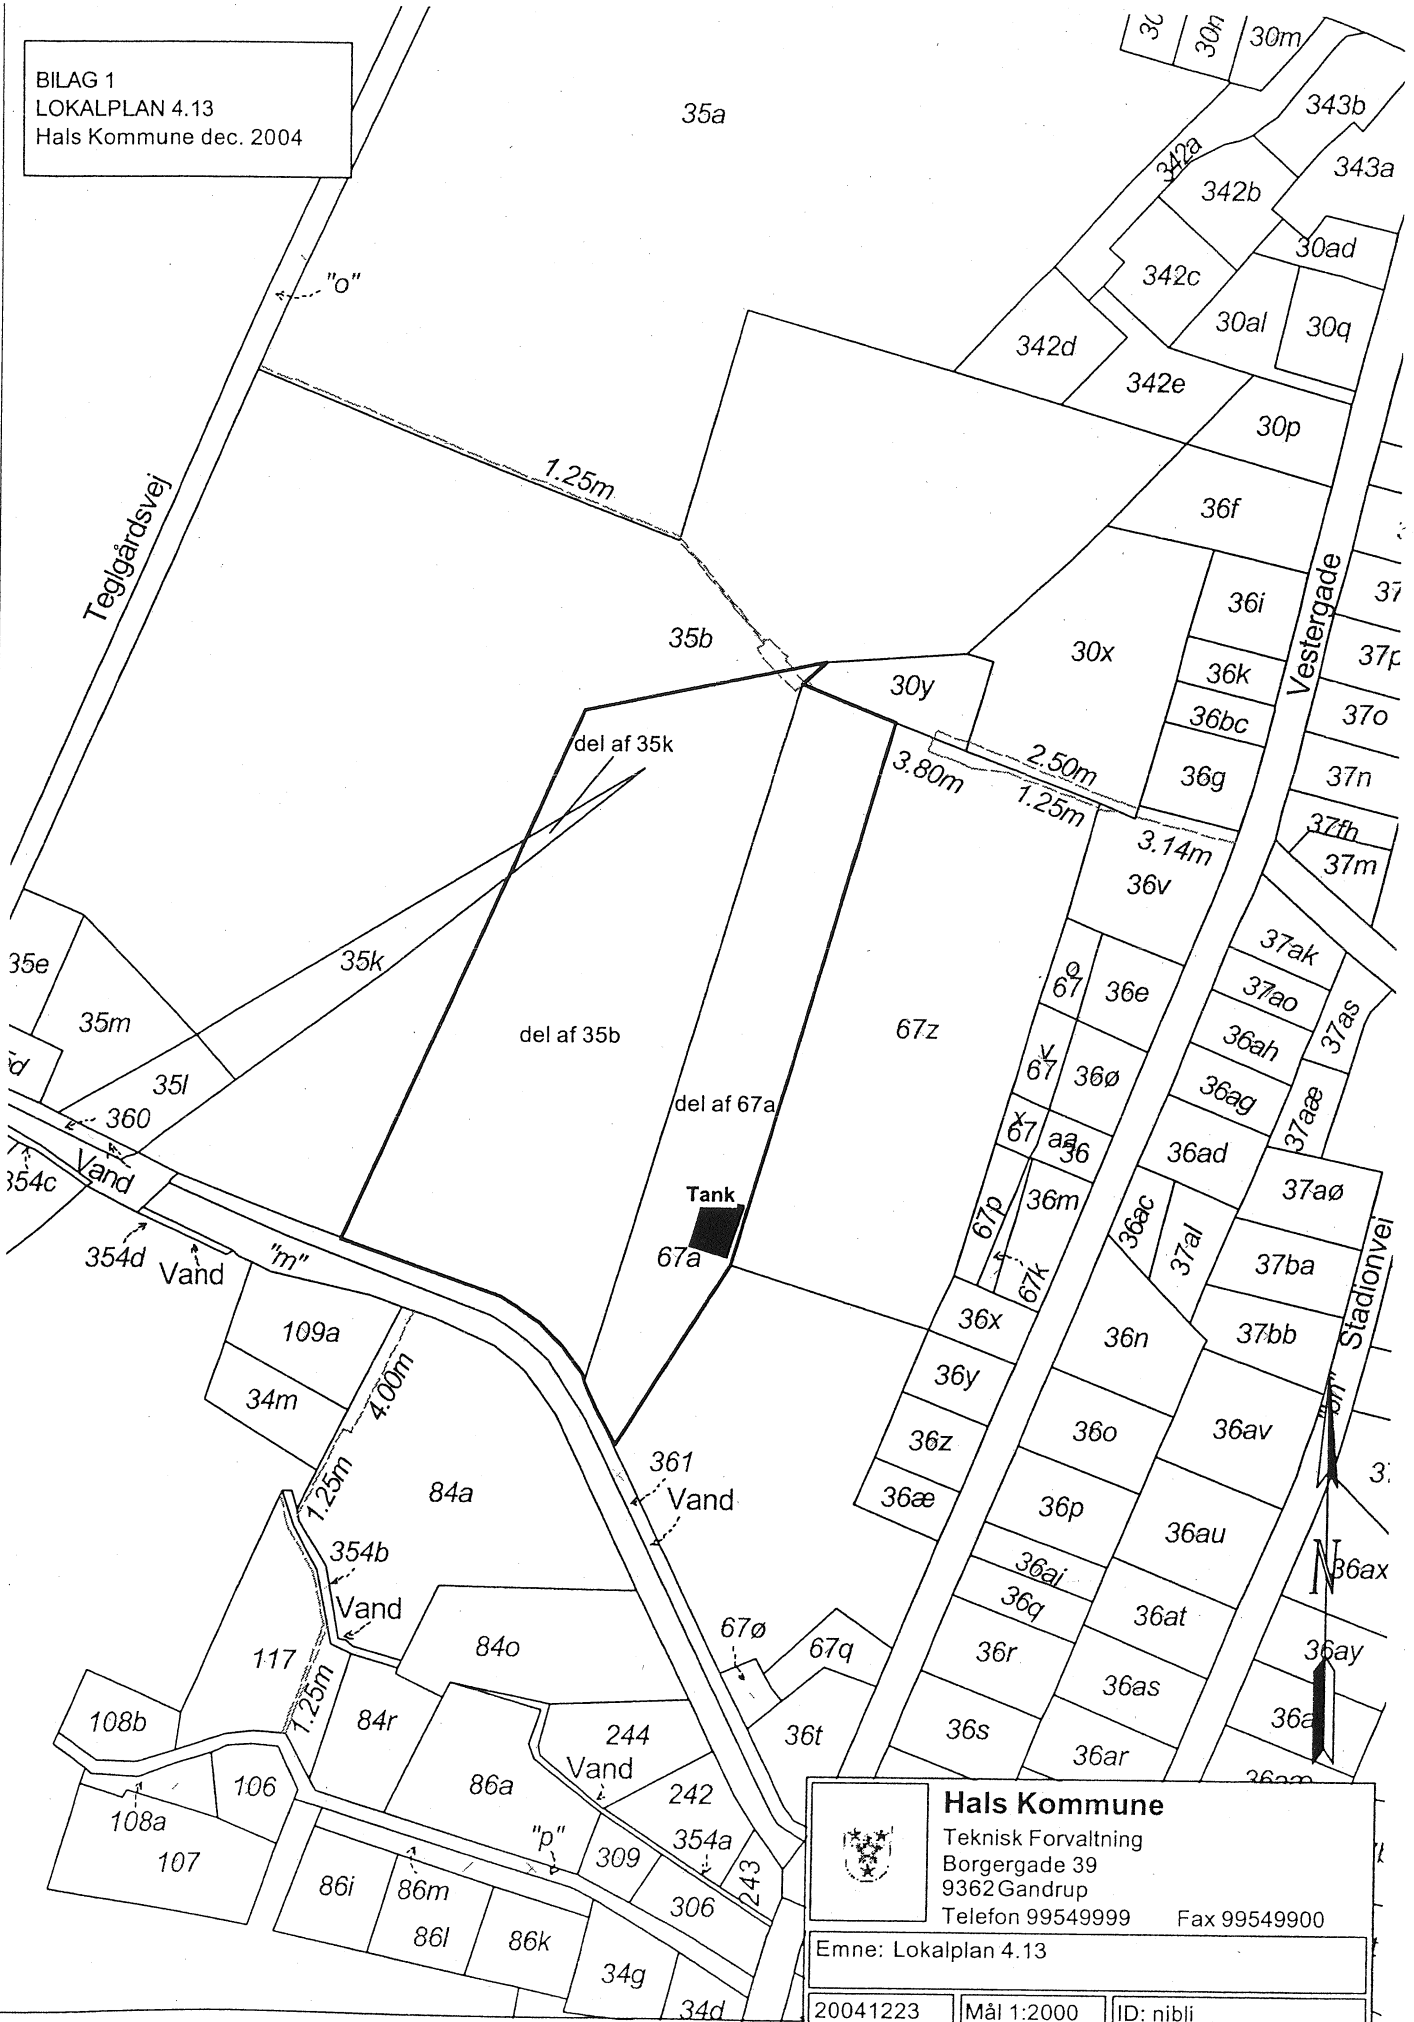 BILAG 1
LOKALPLAN 4.13
Hals Kommune dec. 2004
30n
30m
35a
343b
343a
342a
342b
30ad
342c
"o"
30al
30q
342d
342e
30p
1.25m
36f
Teglgårdsvej
Vestergade
36i
37p
35b
30x
36k
30y
37o
36bc
del af 35k
2.50m
3.80m
36g
37n
1.25m
37fh
3.14m
37m
36v
35k
37ak
35e
ø
67
36e
37ao
35m
del af 35b
67z
37as
36ah
v
67
36ø
35l
36ag
del af 67a
360
37aæ
x
67
aa
36
Vand
36ad
354c
37aø
Tank
36m
67p
36ac
354d
"m"
67a
37al
Vand
67k
37ba
Stadionvej
36x
109a
36n
37bb
36y
4.00m
34m
36o
36av
36z
361
1.25m
84a
Vand
36æ
36p
36au
354b
36ai
N
36ax
Vand
36q
36at
67ø
84o
67q
117
36r
36ay
1.25m
36as
108b
84r
244
36t
36s
36ar
Vand
106
86a
242
108a
"p"
354a
107
309
243
86i
86m
306
86l
86k
34g
34d
Hals Kommune
Teknisk Forvaltning
Borgergade 39
9362 Gandrup
Telefon 99549999 Fax 99549900
Emne: Lokalplan 4.13
20041223 Mål 1:2000 ID: nibli